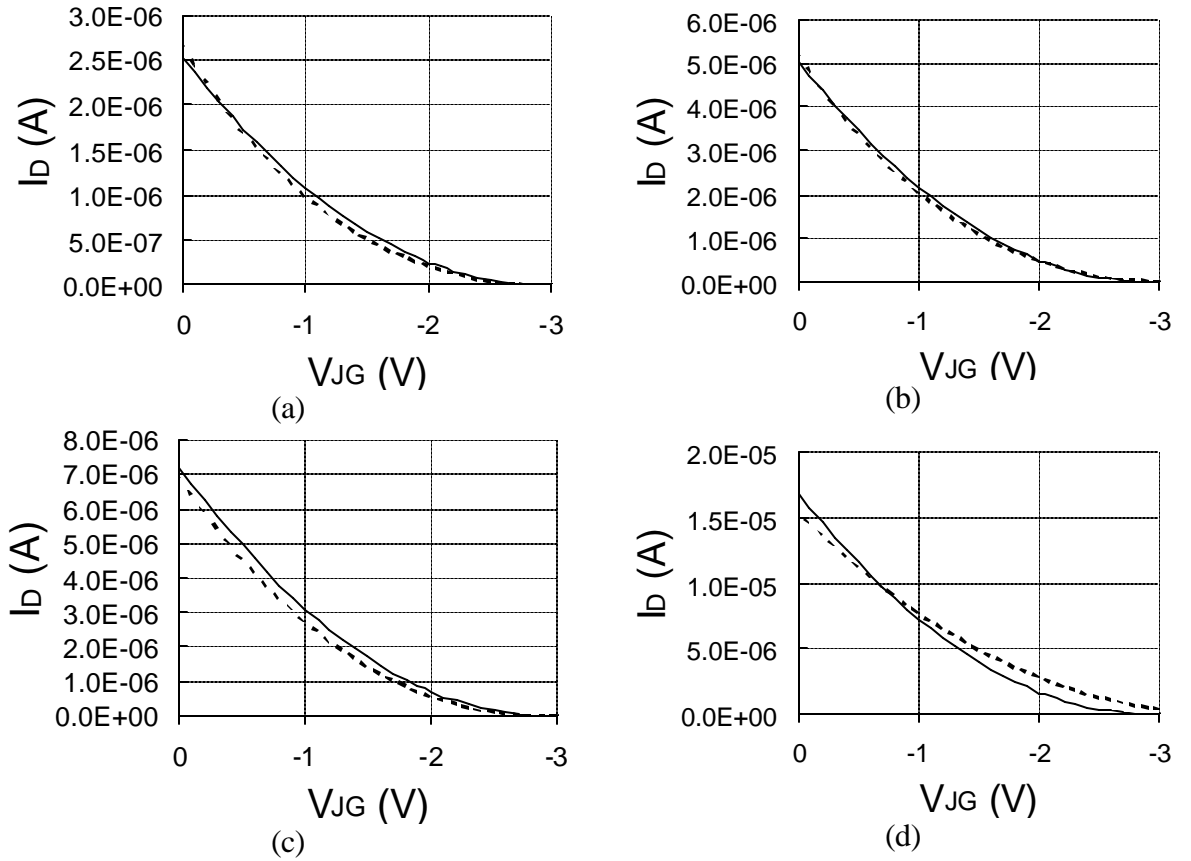 3.0E-06
2.5E-06
2.0E-06
1.5E-06
1.0E-06
5.0E-07
0.0E+00
ID (A)
0 -1 -2 -3
VJG (V)
(a)
6.0E-06
5.0E-06
4.0E-06
3.0E-06
2.0E-06
1.0E-06
0.0E+00
ID (A)
0 -1 -2 -3
VJG (V)
(b)
8.0E-06
7.0E-06
6.0E-06
5.0E-06
4.0E-06
3.0E-06
2.0E-06
1.0E-06
0.0E+00
ID (A)
0 -1 -2 -3
VJG (V)
(c)
2.0E-05
1.5E-05
1.0E-05
5.0E-06
0.0E+00
ID (A)
0 -1 -2 -3
VJG (V)
(d)